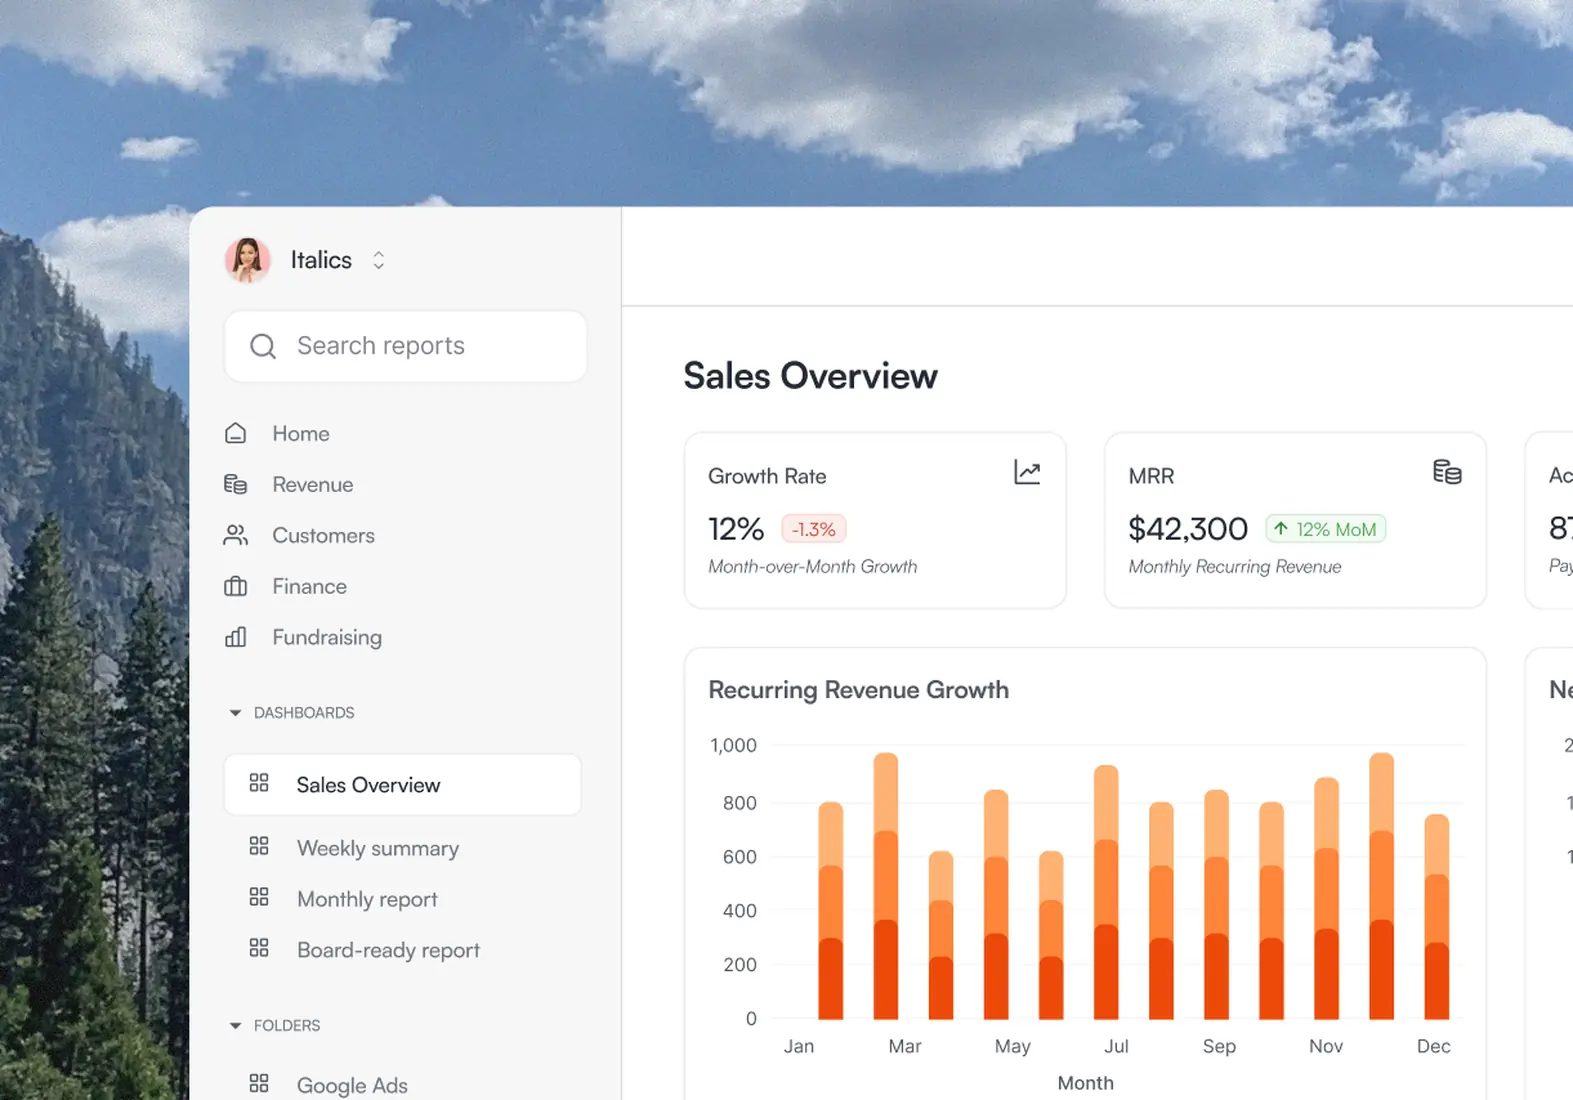 Italics
Search reports
Home
Revenue
Customers
Finance
Fundraising
DASHBOARDS
Sales Overview
Weekly summary
Monthly report
Board-ready report
FOLDERS
Google Ads
Sales Overview
Growth Rate
12% -1.3%
Month-over-Month Growth
MRR
$42,300 12% MoM
Monthly Recurring Revenue
Recurring Revenue Growth
1,000
800
600
400
200
0
Jan Mar May Jul Sep Nov Dec
Month